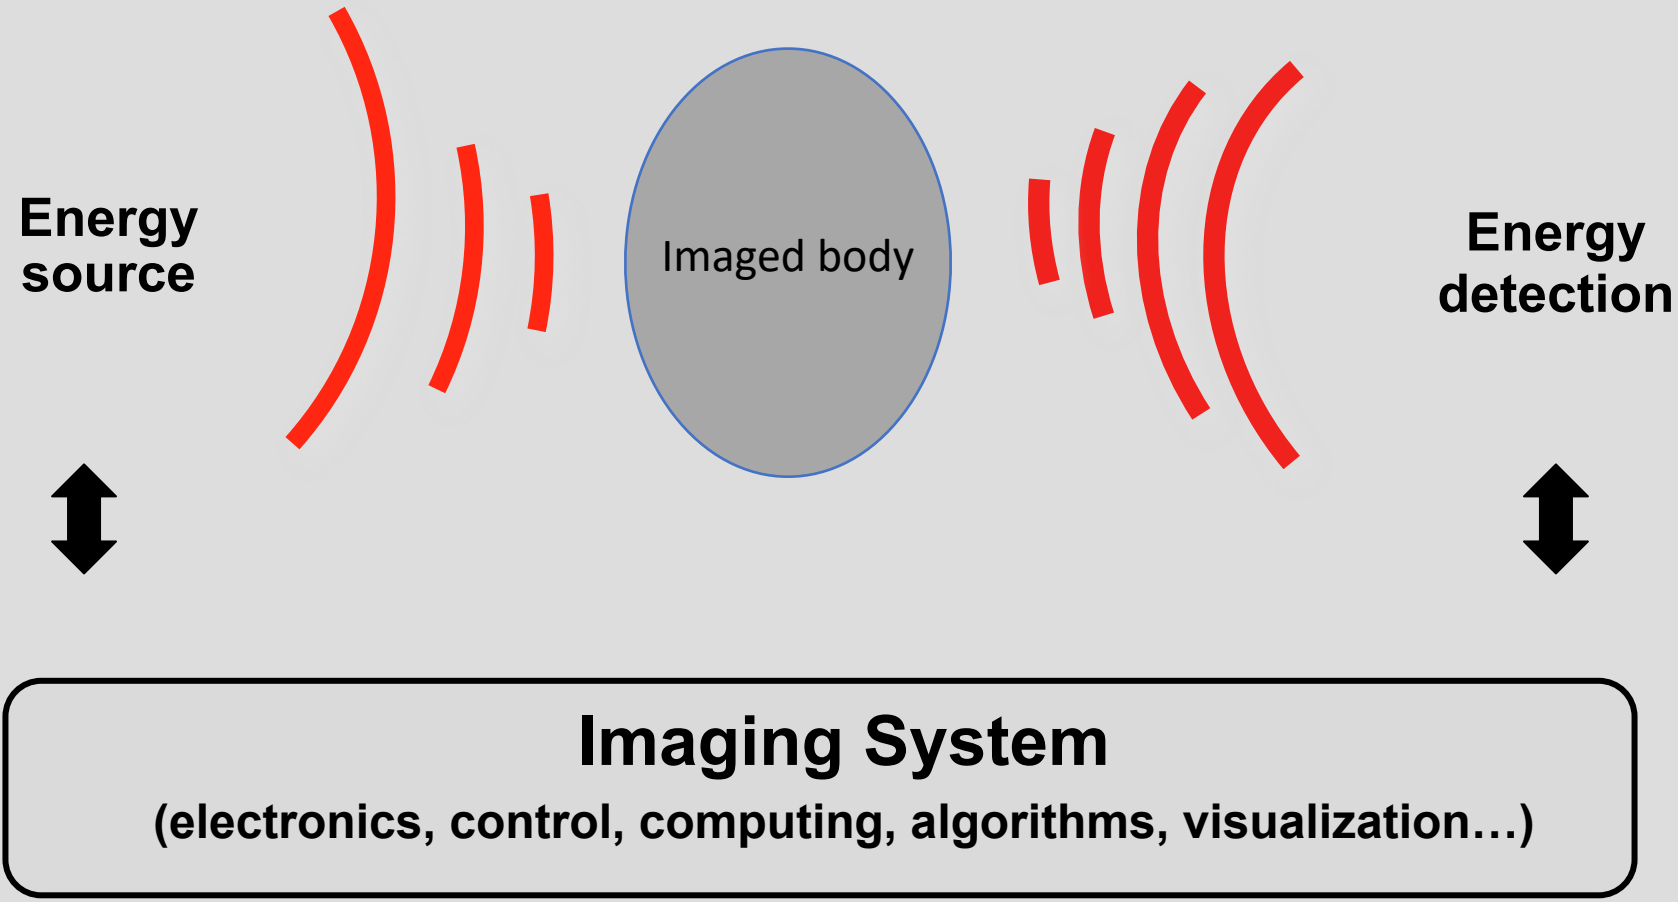 Energy
source
Imaged body
Energy
detection
Imaging System
(electronics, control, computing, algorithms, visualization…)